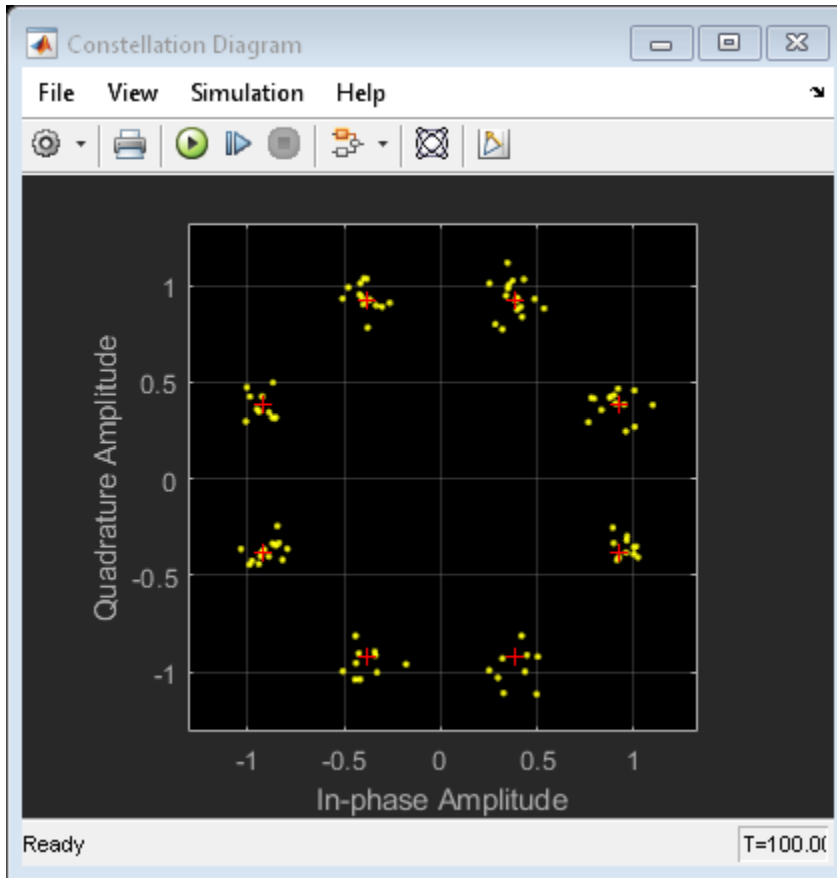 Constellation Diagram
File View Simulation Help
1
0.5
0
-0.5
-1
Quadrature Amplitude
-1 -0.5 0 0.5 1
In-phase Amplitude
Ready
T=100.00